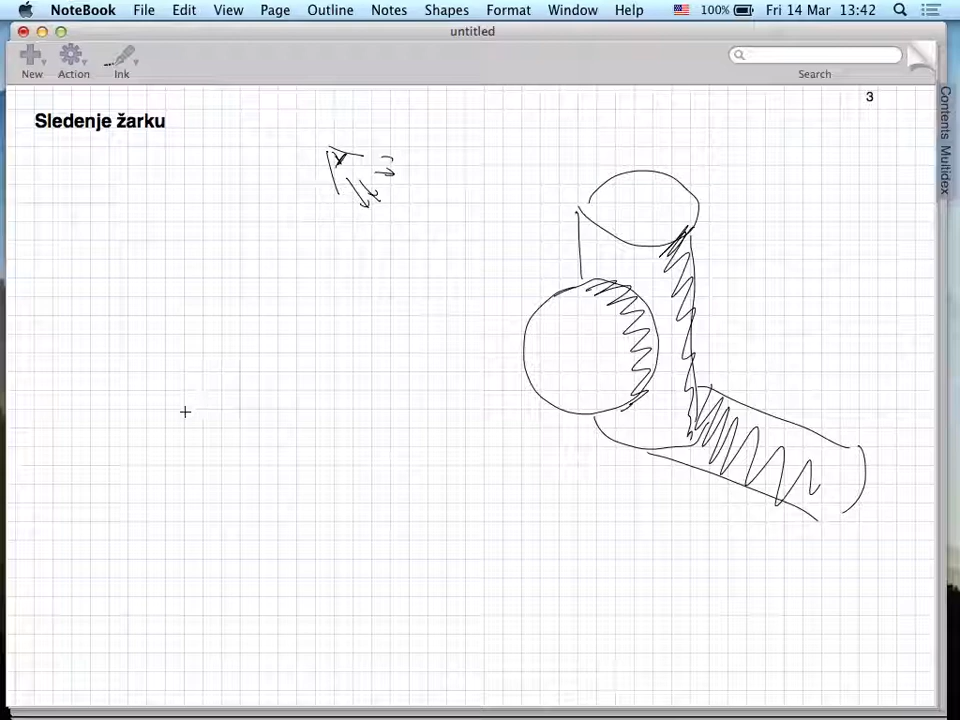 NoteBook File Edit View Page Outline Notes Shapes Format Window Help 100% Fri 14 Mar 13:42
untitled
New Action Ink Search
3
Sledenje žarku
Contents Multidex